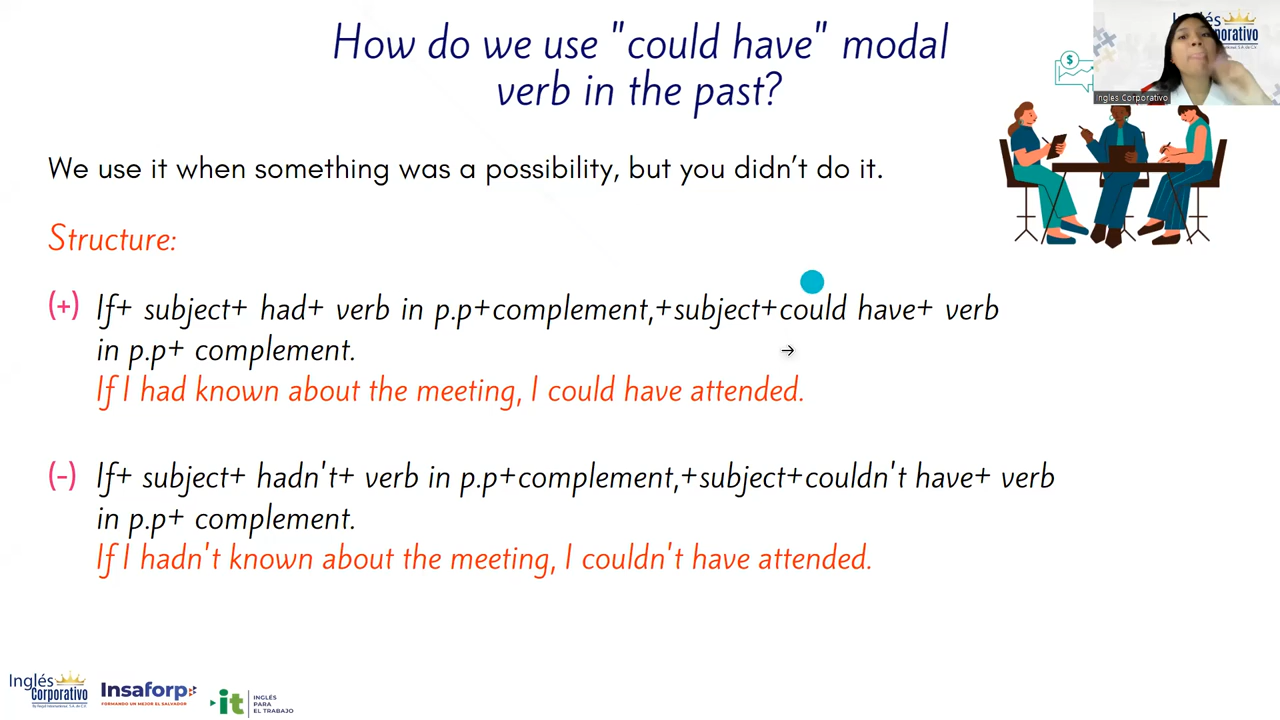 How do we use "could have" modal
verb in the past?
Inglés
Corporativo
Ingles Corporativo
$
We use it when something was a possibility, but you didn't do it.
Structure:
(+) If+ subject+ had+ verb in p.p+complement,+subject+could have+ verb
in p.p+ complement.
If I had known about the meeting, I could have attended.
(-) If+ subject+ hadn't+ verb in p.p+complement,+subject+couldn't have+ verb
in p.p+ complement.
If I hadn't known about the meeting, I couldn't have attended.
Inglés
Corporativo
Insaforp
FORMANDO UN MEJOR EL SALVADOR
it
INGLÉS
PARA
EL TRABAJO